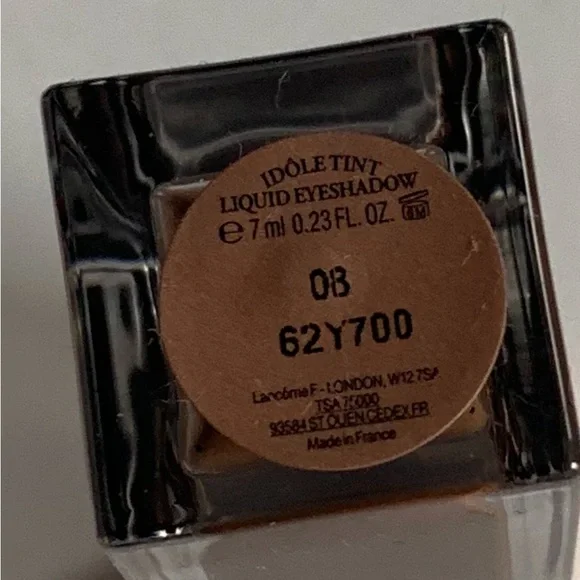 IDÔLE TINT
LIQUID EYESHADOW
℮ 7 ml 0.23 FL. OZ.
08
62Y700
Lancôme F - LONDON, W12 7SA
TSA 75000
93584 ST OUEN CEDEX FR
Made in France